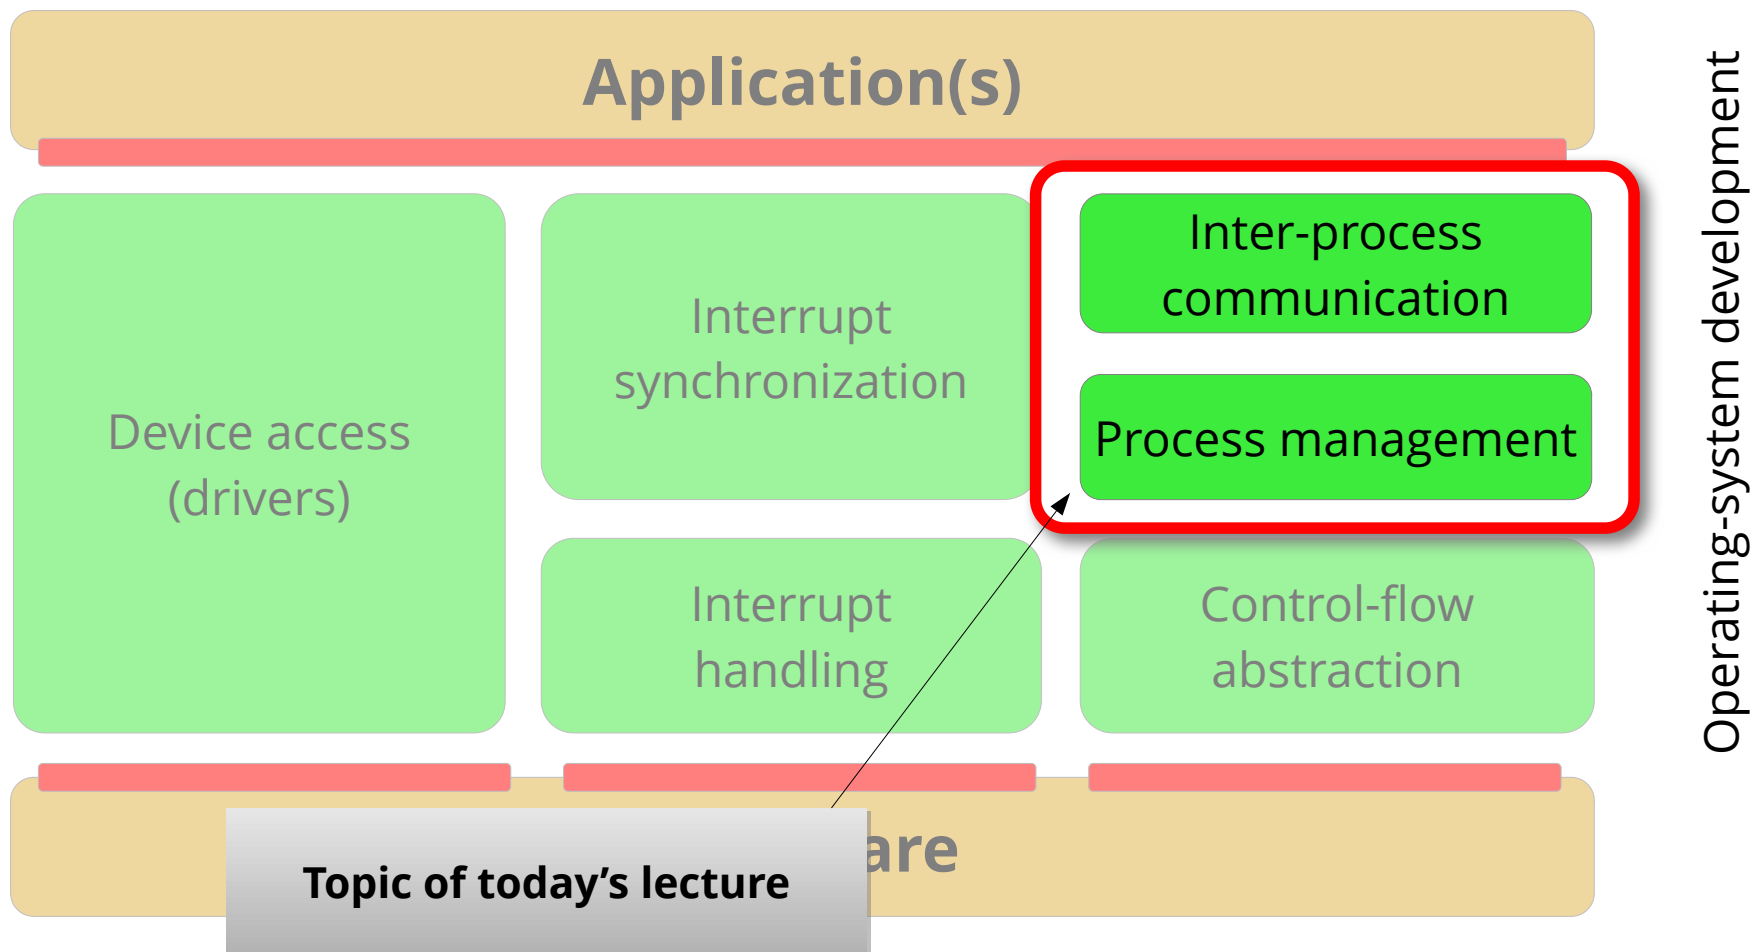 Application(s)
Device access
(drivers)
Interrupt
synchronization
Inter-process
communication
Process management
Interrupt
handling
Control-flow
abstraction
are
Topic of today’s lecture
Operating-system development